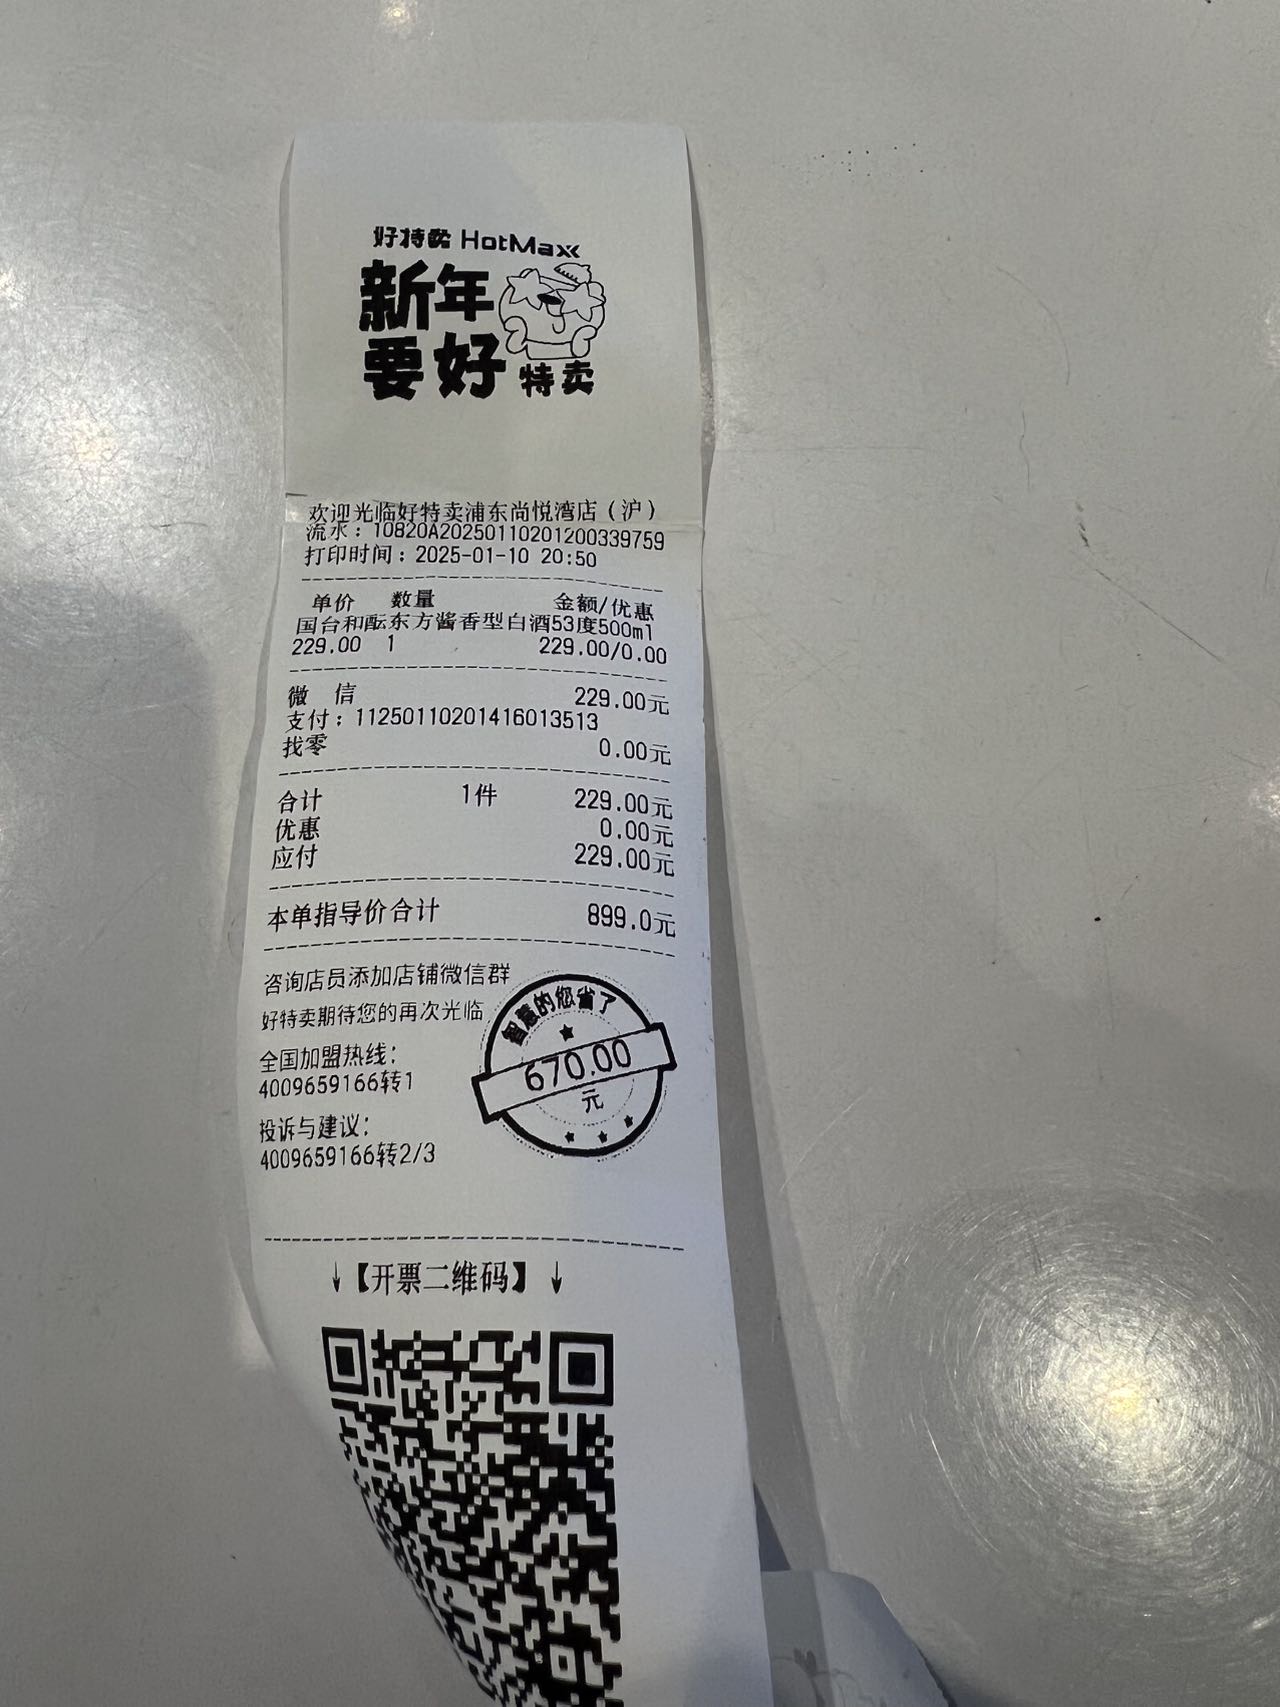 好特卖 HotMaxx
新年
要好特卖
欢迎光临好特卖浦东尚悦湾店(沪)
流水：10820A20250110201200339759
打印时间：2025-01-10 20:50
单价 数量 金额/优惠
国台和酝东方酱香型白酒53度500ml
229.00 1 229.00/0.00
微 信 229.00元
支付：11250110201416013513
找零 0.00元
合计 1件 229.00元
优惠 0.00元
应付 229.00元
本单指导价合计 899.0元
咨询店员添加店铺微信群
好特卖期待您的再次光临
智慧的您省了
670.00
元
全国加盟热线：
4009659166转1
投诉与建议：
4009659166转2/3
↓【开票二维码】↓